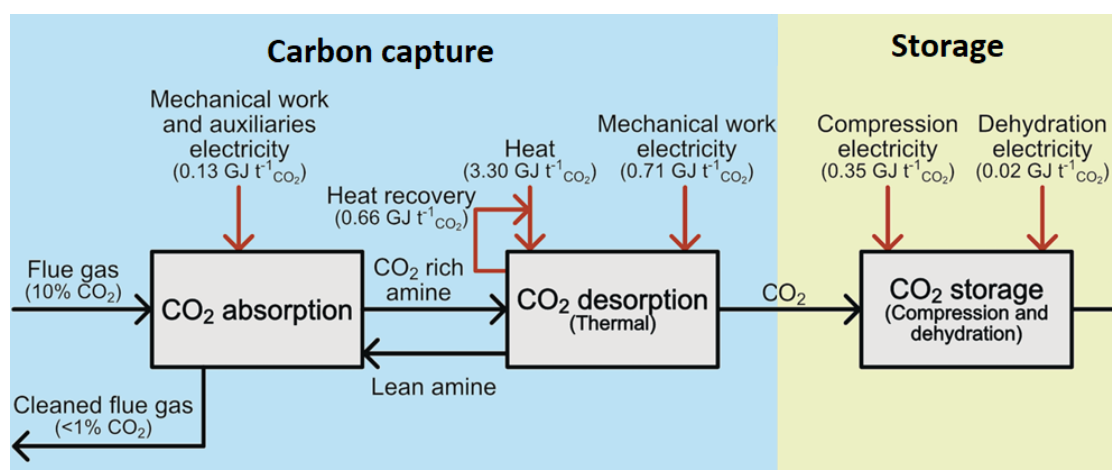 Carbon capture
Storage
Mechanical work
and auxiliaries
electricity
(0.13 GJ t⁻¹CO₂)
Heat
(3.30 GJ t⁻¹CO₂)
Heat recovery
(0.66 GJ t⁻¹CO₂)
Mechanical work
electricity
(0.71 GJ t⁻¹CO₂)
Compression
electricity
(0.35 GJ t⁻¹CO₂)
Dehydration
electricity
(0.02 GJ t⁻¹CO₂)
Flue gas
(10% CO₂)
CO₂ absorption
CO₂ rich
amine
Lean amine
CO₂ desorption
(Thermal)
CO₂
CO₂ storage
(Compression and
dehydration)
Cleaned flue gas
(<1% CO₂)